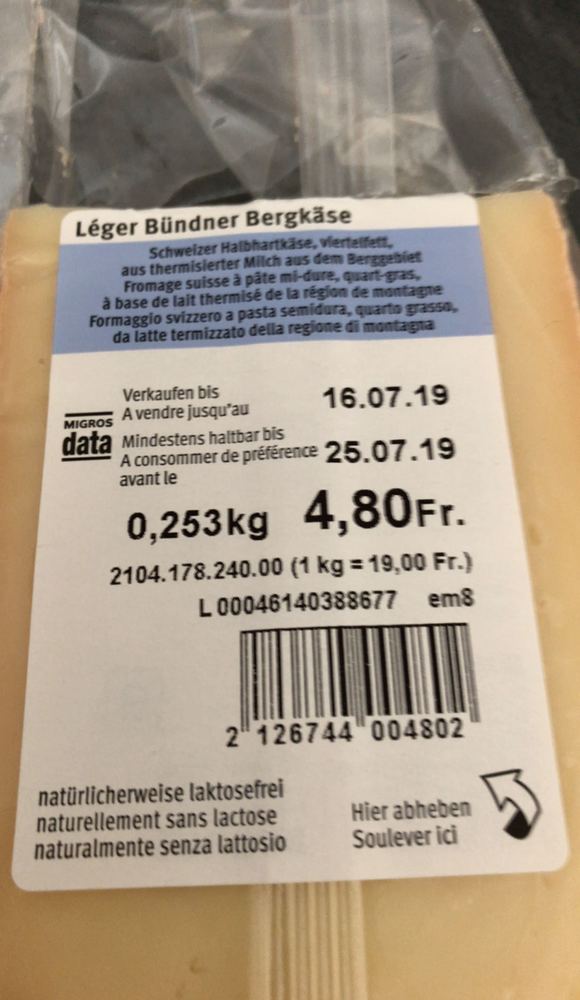 Léger Bündner Bergkäse
Schweizer Halbhartkäse, viertelfett,
aus thermisierter Milch aus dem Berggebiet
Fromage suisse à pâte mi-dure, quart-gras,
à base de lait thermisé de la région de montagne
Formaggio svizzero a pasta semidura, quarto grasso,
da latte termizzato della regione di montagna
Verkaufen bis
A vendre jusqu'au
16.07.19
MIGROS
data
Mindestens haltbar bis
A consommer de préférence
avant le
25.07.19
0,253kg 4,80Fr.
2104.178.240.00 (1 kg = 19,00 Fr.)
L 00046140388677 em8
2 126744 004802
natürlicherweise laktosefrei
naturellement sans lactose
naturalmente senza lattosio
Hier abheben
Soulever ici